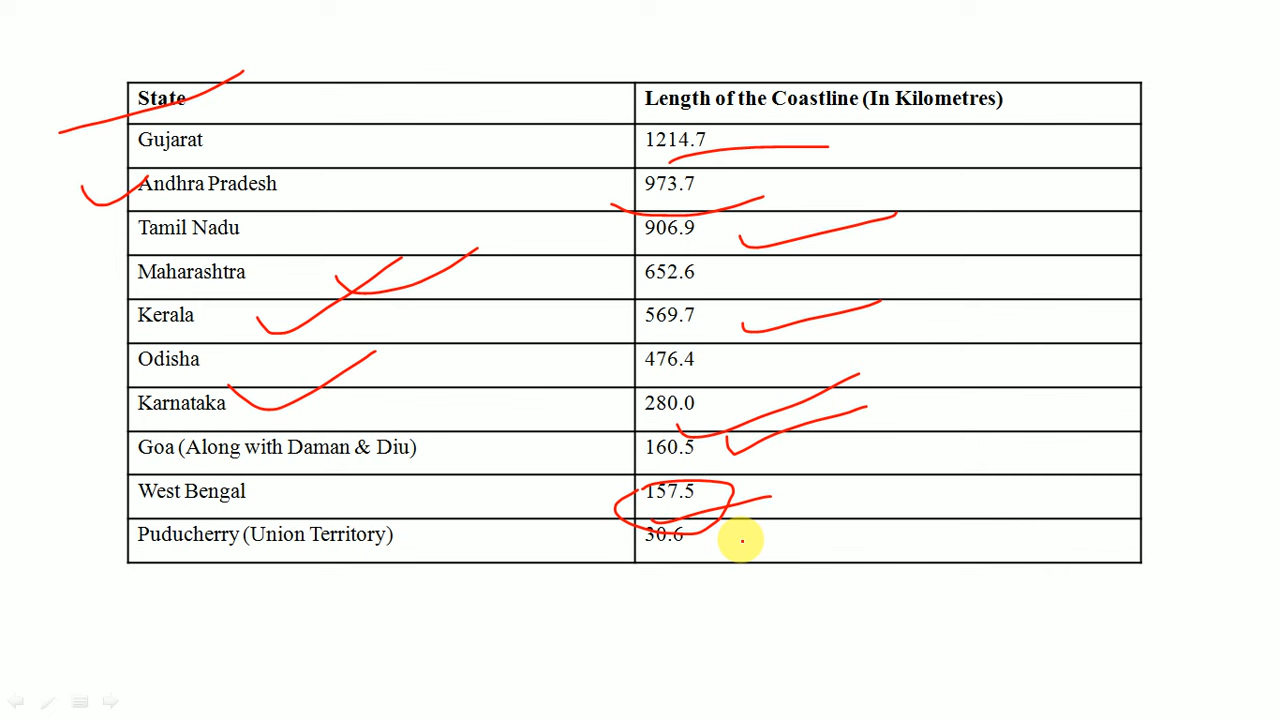 State Length of the Coastline (In Kilometres)
Gujarat 1214.7
Andhra Pradesh 973.7
Tamil Nadu 906.9
Maharashtra 652.6
Kerala 569.7
Odisha 476.4
Karnataka 280.0
Goa (Along with Daman & Diu) 160.5
West Bengal 157.5
Puducherry (Union Territory) 30.6